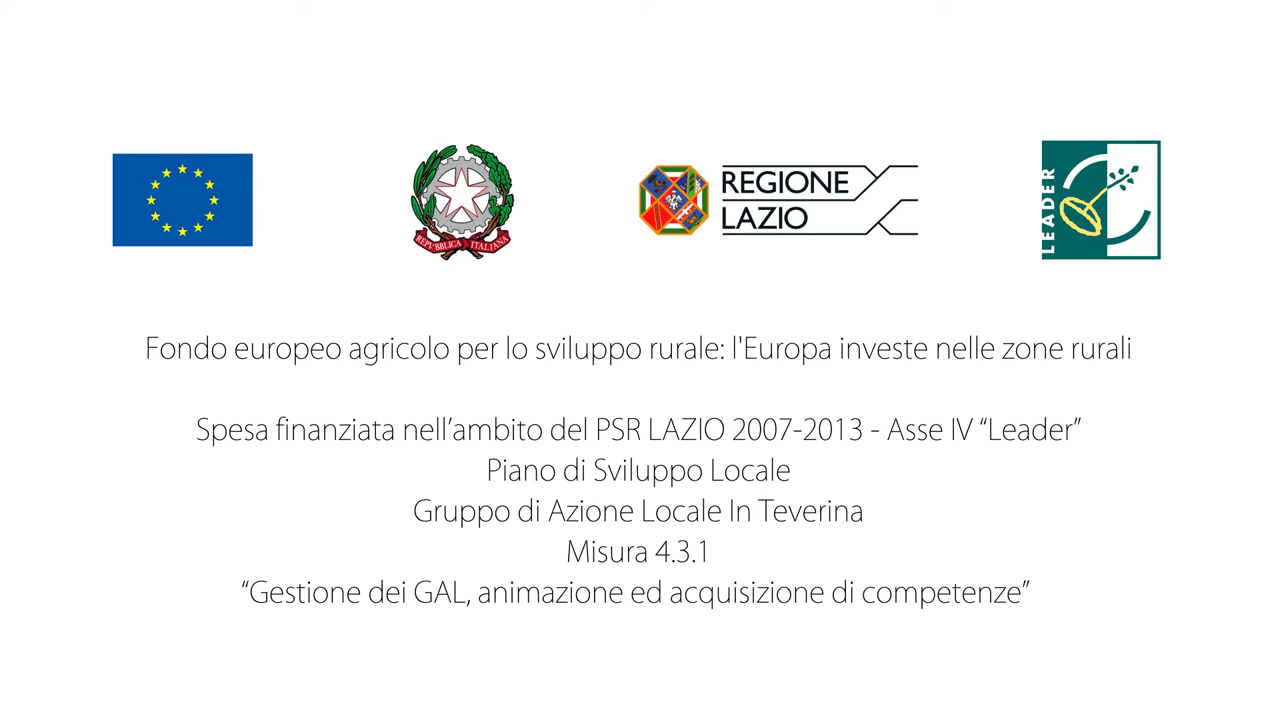 REPVBBLICA ITALIANA
REGIONE
LAZIO
LEADER
Fondo europeo agricolo per lo sviluppo rurale: l'Europa investe nelle zone rurali
Spesa finanziata nell’ambito del PSR LAZIO 2007-2013 - Asse IV “Leader”
Piano di Sviluppo Locale
Gruppo di Azione Locale In Teverina
Misura 4.3.1
“Gestione dei GAL, animazione ed acquisizione di competenze”